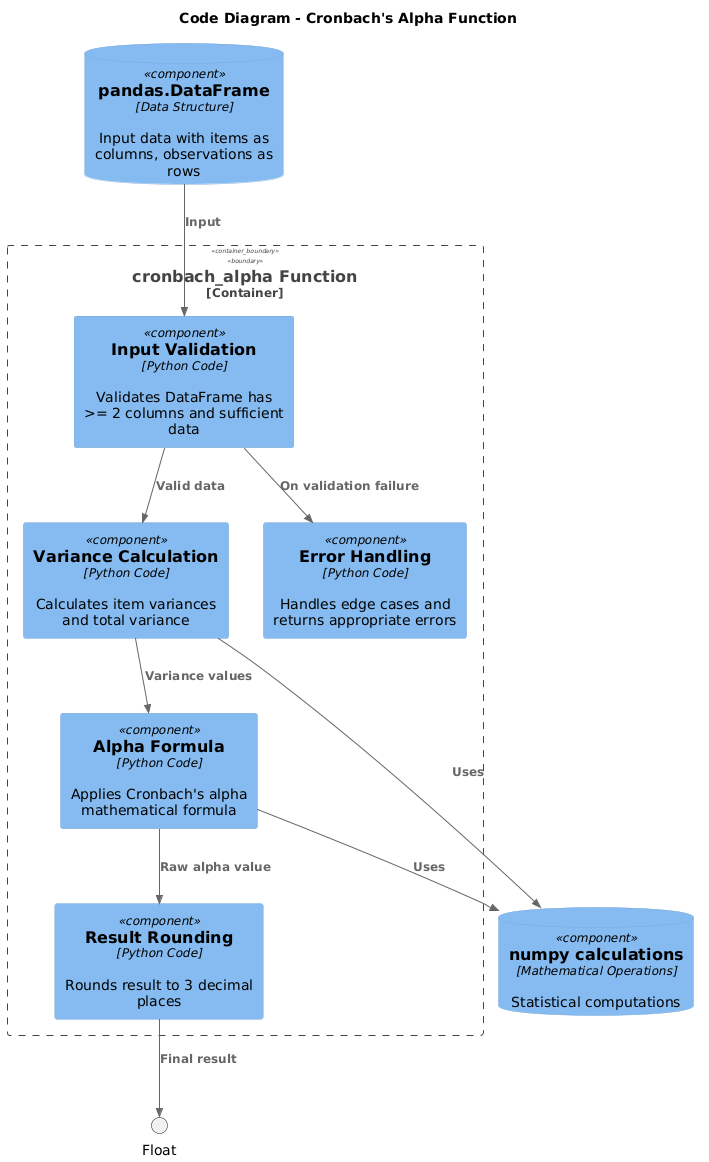 Code Diagram - Cronbach's Alpha Function
«component»
pandas.DataFrame
[Data Structure]
Input data with items as
columns, observations as
rows
Input
«container_boundary»
«boundary»
cronbach_alpha Function
[Container]
«component»
Input Validation
[Python Code]
Validates DataFrame has
>= 2 columns and sufficient
data
Valid data
On validation failure
«component»
Variance Calculation
[Python Code]
Calculates item variances
and total variance
«component»
Error Handling
[Python Code]
Handles edge cases and
returns appropriate errors
Variance values
«component»
Alpha Formula
[Python Code]
Applies Cronbach's alpha
mathematical formula
Uses
Raw alpha value
Uses
«component»
Result Rounding
[Python Code]
Rounds result to 3 decimal
places
«component»
numpy calculations
[Mathematical Operations]
Statistical computations
Final result
Float